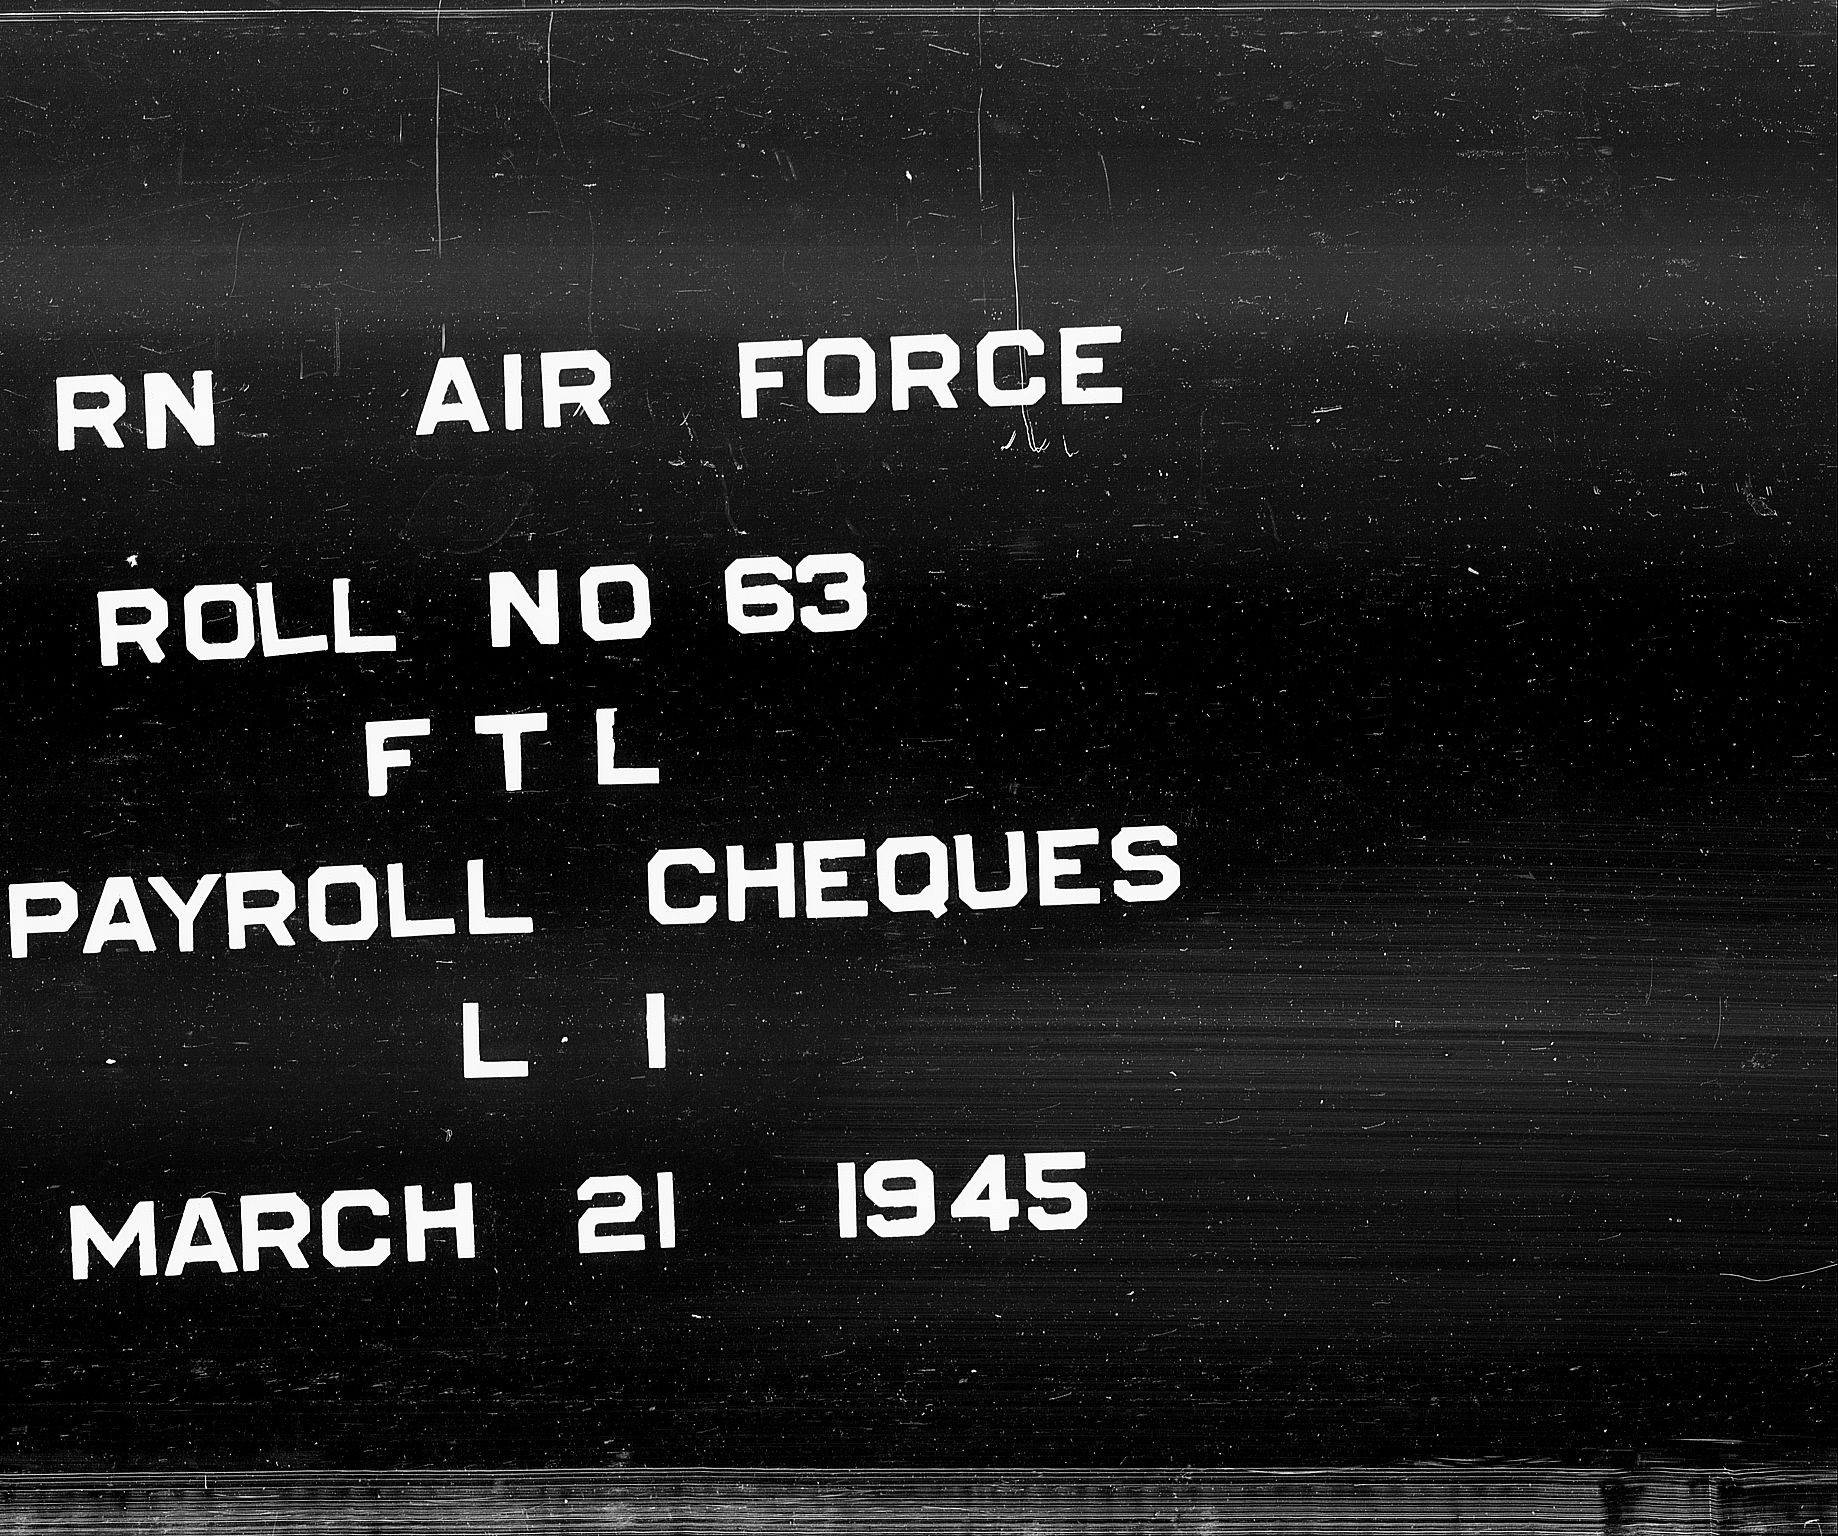 RN AIR FORCE
ROLL NO 63
F T L
PAYROLL CHEQUES
L 1
MARCH 21 1945